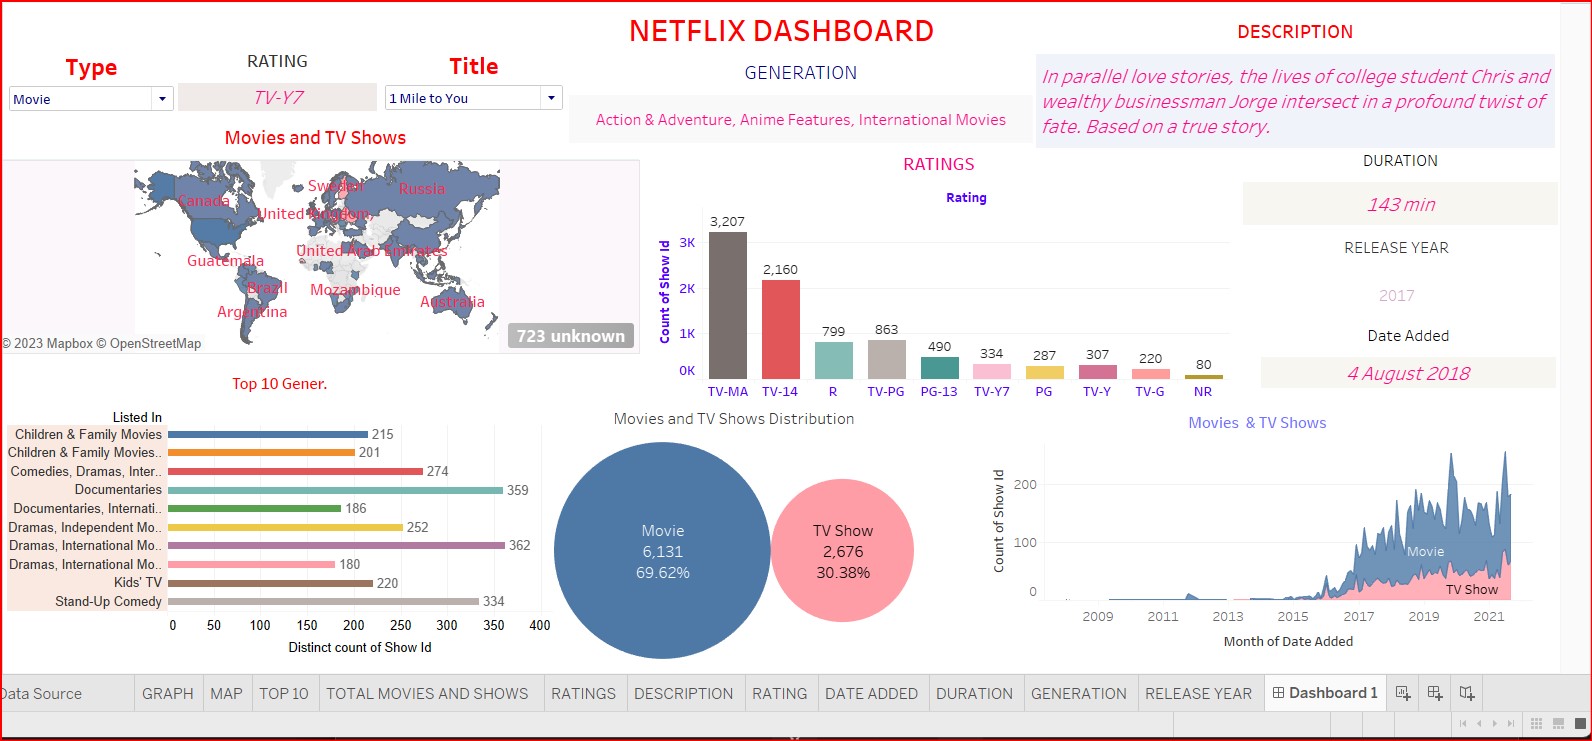 NETFLIX DASHBOARD
DESCRIPTION
Type
RATING
Title
GENERATION
Movie
TV-Y7
1 Mile to You
Action & Adventure, Anime Features, International Movies
In parallel love stories, the lives of college student Chris and
wealthy businessman Jorge intersect in a profound twist of
fate. Based on a true story.
Movies and TV Shows
Canada
Sweden
Russia
United Kingdom
United Arab Emirates
Guatemala
Brazil
Mozambique
Argentina
Australia
723 unknown
© 2023 Mapbox © OpenStreetMap
RATINGS
Rating
Count of Show Id
3K
2K
1K
0K
3,207
2,160
799
863
490
334
287
307
220
80
TV-MA
TV-14
R
TV-PG
PG-13
TV-Y7
PG
TV-Y
TV-G
NR
DURATION
143 min
RELEASE YEAR
2017
Date Added
4 August 2018
Top 10 Gener.
Listed In
Children & Family Movies 215
Children & Family Movies.. 201
Comedies, Dramas, Inter.. 274
Documentaries 359
Documentaries, Internati.. 186
Dramas, Independent Mo.. 252
Dramas, International Mo.. 362
Dramas, International Mo.. 180
Kids' TV 220
Stand-Up Comedy 334
0 50 100 150 200 250 300 350 400
Distinct count of Show Id
Movies and TV Shows Distribution
Movie
6,131
69.62%
TV Show
2,676
30.38%
Movies & TV Shows
Count of Show Id
200
100
0
Movie
TV Show
2009 2011 2013 2015 2017 2019 2021
Month of Date Added
Data Source
GRAPH
MAP
TOP 10
TOTAL MOVIES AND SHOWS
RATINGS
DESCRIPTION
RATING
DATE ADDED
DURATION
GENERATION
RELEASE YEAR
Dashboard 1